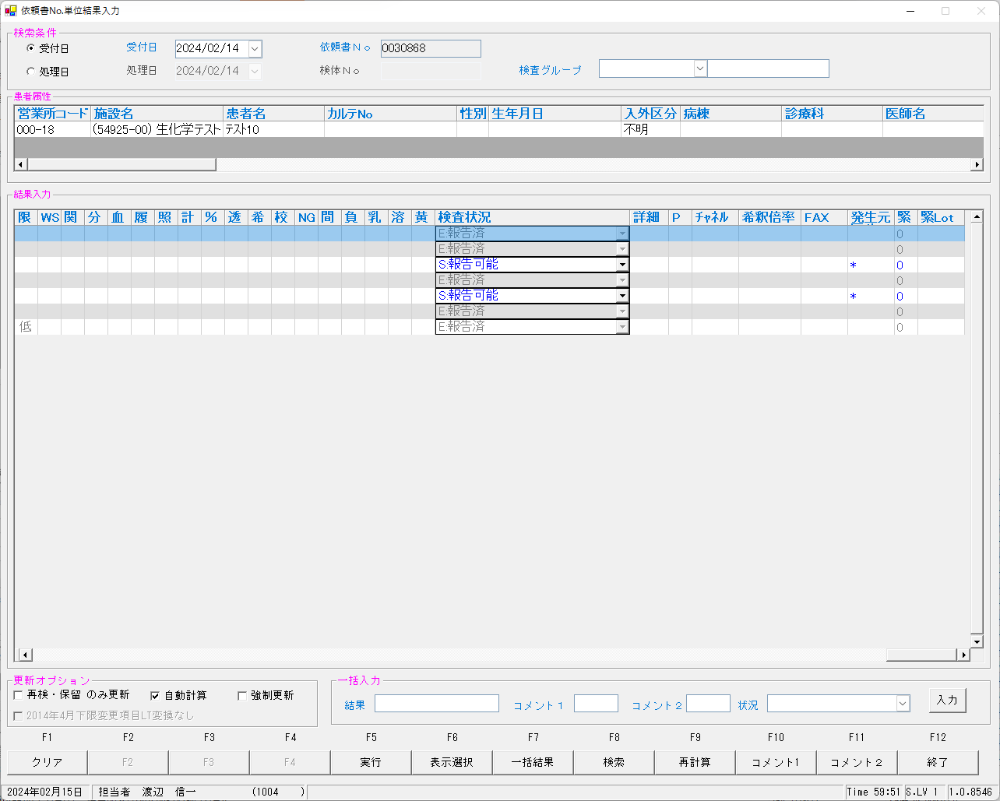 依頼書No.単位結果入力
検索条件
受付日 受付日 2024/02/14 依頼書No 0030868
処理日 処理日 2024/02/14 検体No 検査グループ
患者属性
営業所コード 施設名 患者名 カルテNo 性別 生年月日 入外区分 病棟 診療科 医師名
000-18 (54925-00) 生化学テスト テスト10 不明
結果入力
限 WS 関 分 血 履 照 計 % 透 希 校 NG 間 負 乳 溶 黄 検査状況 詳細 P チャネル 希釈倍率 FAX 発生元 緊 緊Lot
E:報告済 0
E:報告済 0
S:報告可能 * 0
E:報告済 0
S:報告可能 * 0
E:報告済 0
低 E:報告済 0
更新オプション
再検・保留 のみ更新 自動計算 強制更新
2014年4月下限変更項目LT変換なし
一括入力
結果 コメント1 コメント2 状況 入力
F1 F2 F3 F4 F5 F6 F7 F8 F9 F10 F11 F12
クリア F2 F3 F4 実行 表示選択 一括結果 検索 再計算 コメント1 コメント2 終了
2024年02月15日 担当者 渡辺 信一 (1004 ) Time 59:51 S.LV 1 1.0.8546